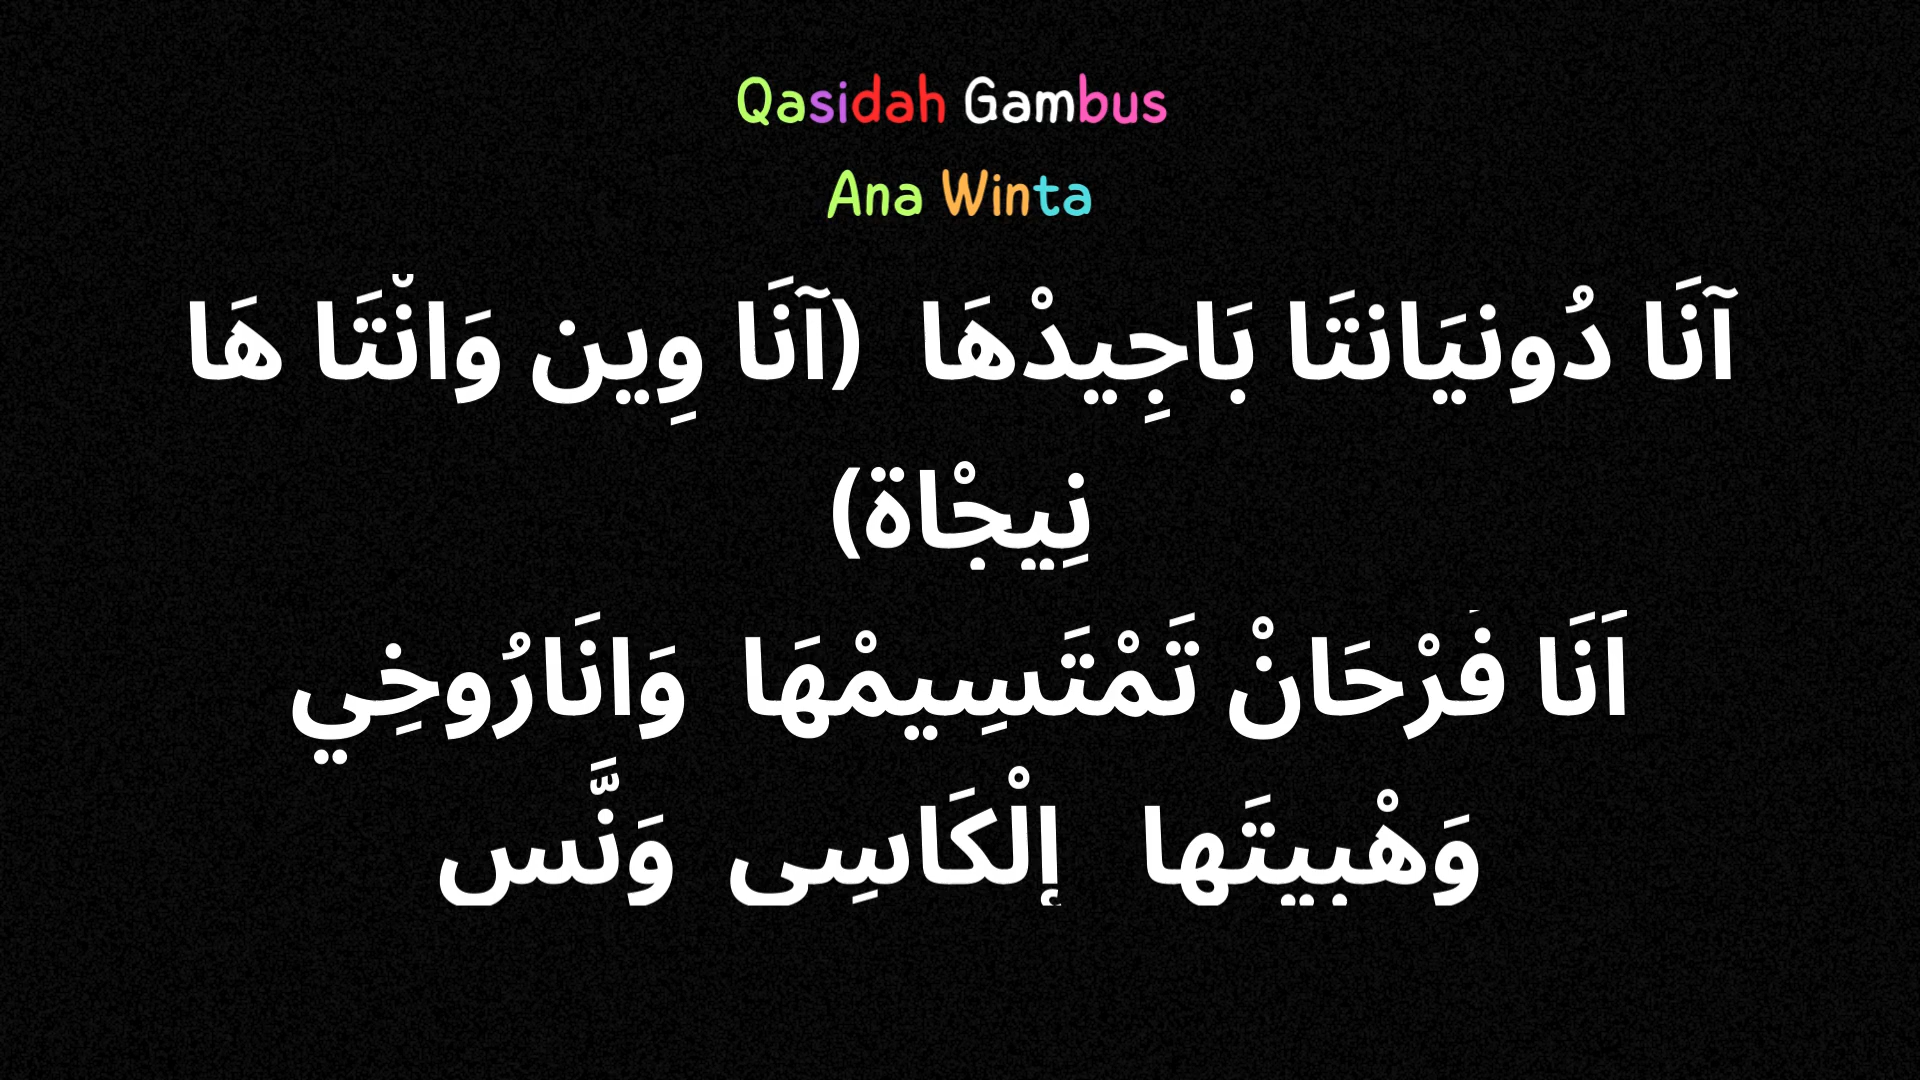 Qasidah Gambus
Ana Winta
آنَا دُونيَانتَا بَاجِيدْهَا (آنَا وِين وَانْتَا هَا
نِيجْاة)
اَنَا فَرْحَانْ تَمْتَسِيمْهَا وَانَارُوخِي
وَهْبيتَها إلْكَاسِى وَنَّس